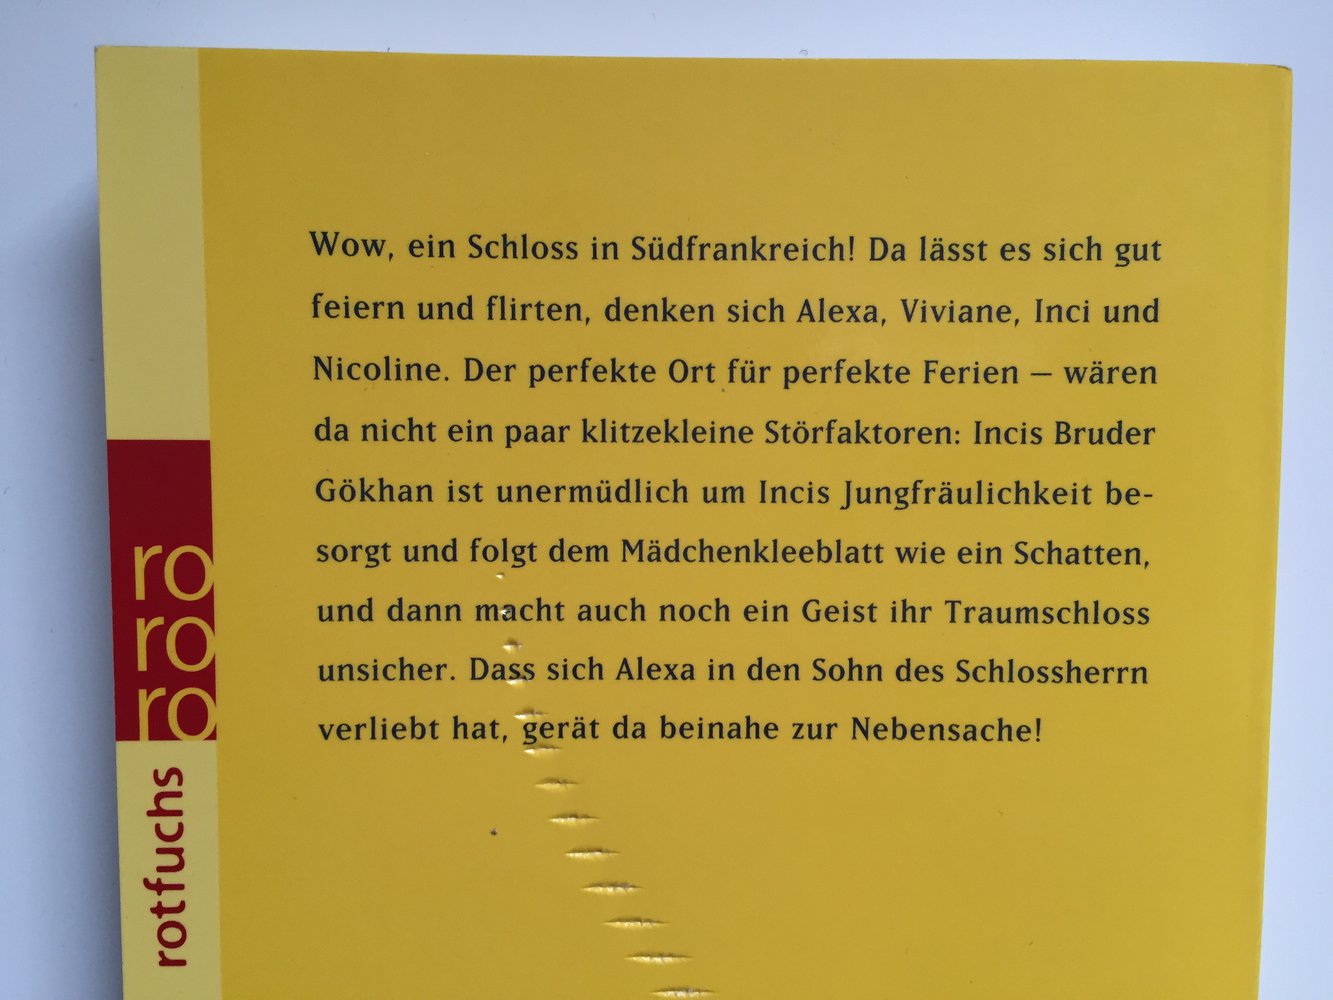 Wow, ein Schloss in Südfrankreich! Da lässt es sich gut
feiern und flirten, denken sich Alexa, Viviane, Inci und
Nicoline. Der perfekte Ort für perfekte Ferien – wären
da nicht ein paar klitzekleine Störfaktoren: Incis Bruder
Gökhan ist unermüdlich um Incis Jungfräulichkeit be-
sorgt und folgt dem Mädchenkleeblatt wie ein Schatten,
und dann macht auch noch ein Geist ihr Traumschloss
unsicher. Dass sich Alexa in den Sohn des Schlossherrn
verliebt hat, gerät da beinahe zur Nebensache!
ro
ro
ro
rotfuchs